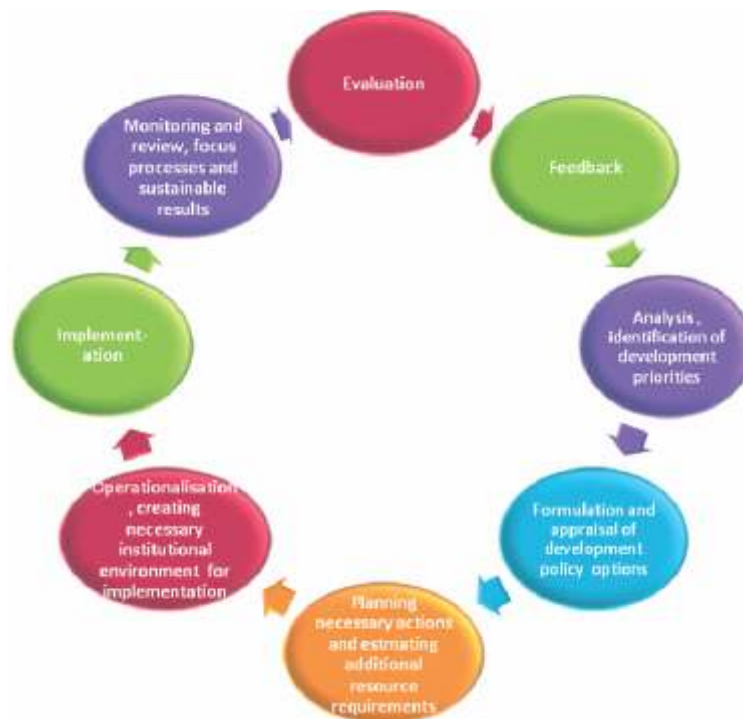 Evaluation
Feedback
Analysis,
identification of
development
priorities
Formulation and
appraisal of
development
policy options
Planning
necessary actions
and estmating
additional
resource
requirements
Operationalisation
, creating
necessary
institutional
environment for
implementation
Implement-
ation
Monitoring and
review, focus
processes and
sustainable
results